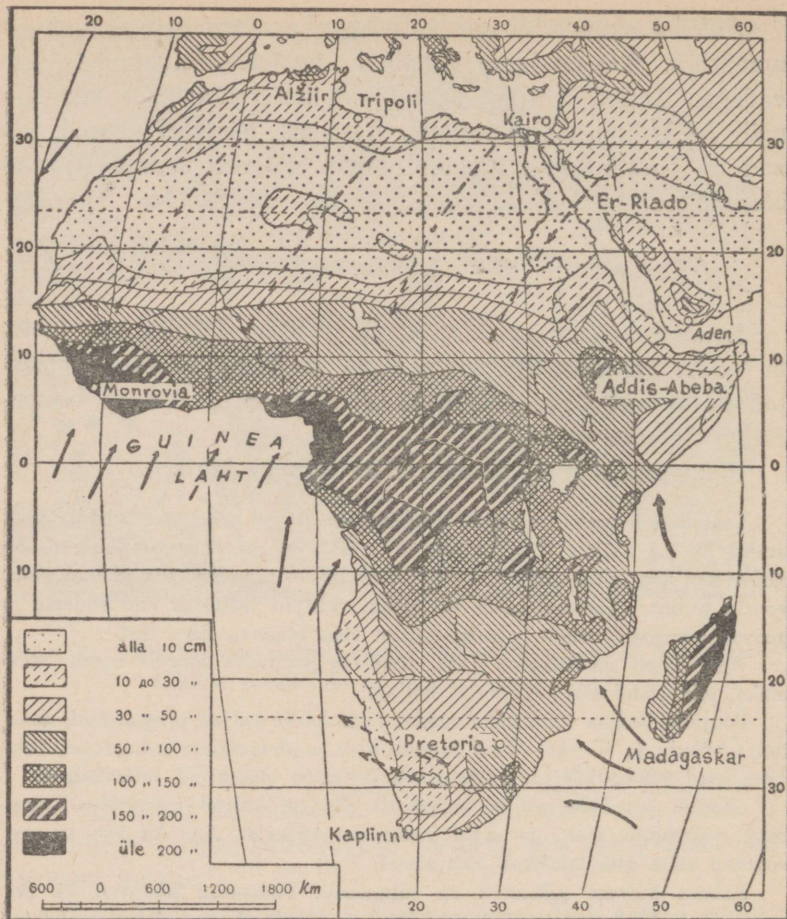 20 0 10 20 30 40 50 60
Alžiir
Tripoli
Kairo
30 30
Er-Riado
20 20
Aden
10 10
Monrovia
Addis-Abeba
GUINEA
0 0
LAHT
10 10
alla 10 cm
10 до 30 "
20
30 " 50 "
50 " 100 "
Pretoria
Madagaskar
100 " 150 "
150 " 200 "
30
Kaplinn
üle 200 "
600 0 600 1200 1800 km
0 10 20 30 40 50 60